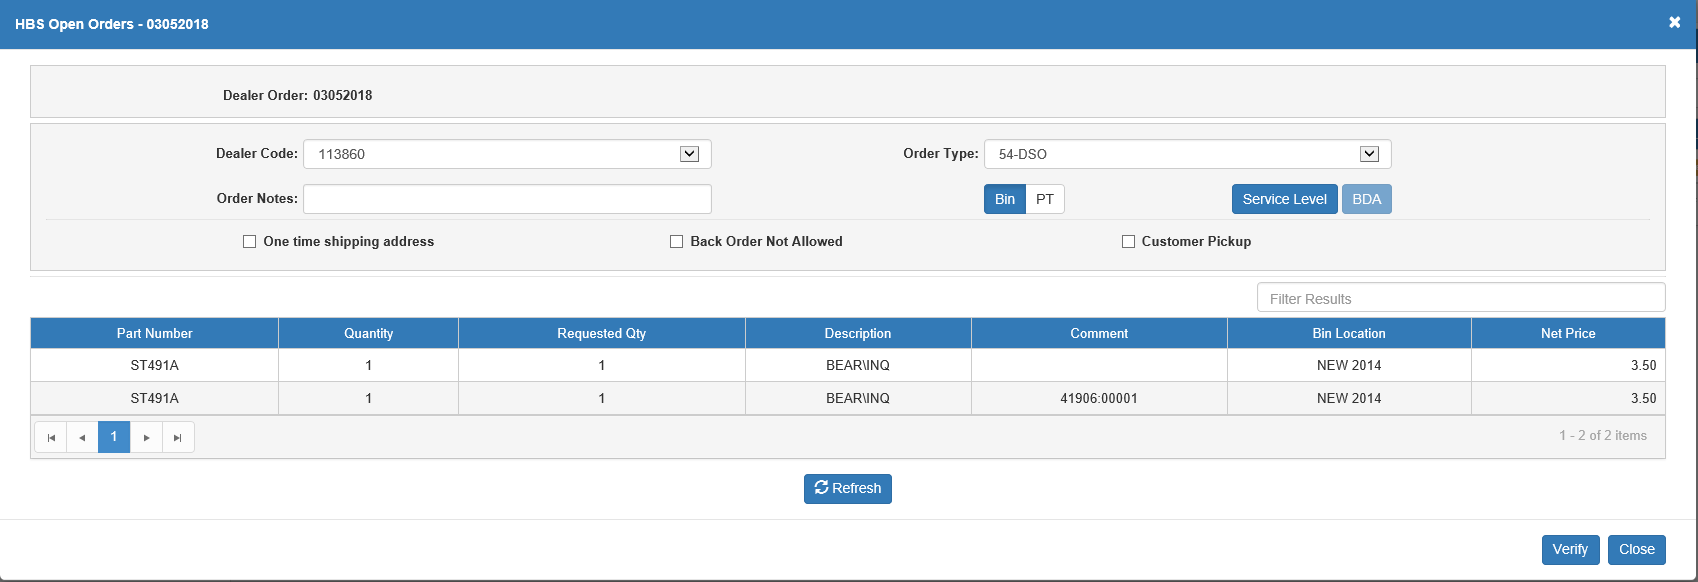 HBS Open Orders - 03052018
Dealer Order: 03052018
Dealer Code: 113860 Order Type: 54-DSO
Order Notes: Bin PT Service Level BDA
One time shipping address Back Order Not Allowed Customer Pickup
Filter Results
Part Number Quantity Requested Qty Description Comment Bin Location Net Price
ST491A 1 1 BEAR\INQ NEW 2014 3.50
ST491A 1 1 BEAR\INQ 41906:00001 NEW 2014 3.50
1 1 - 2 of 2 items
Refresh
Verify Close